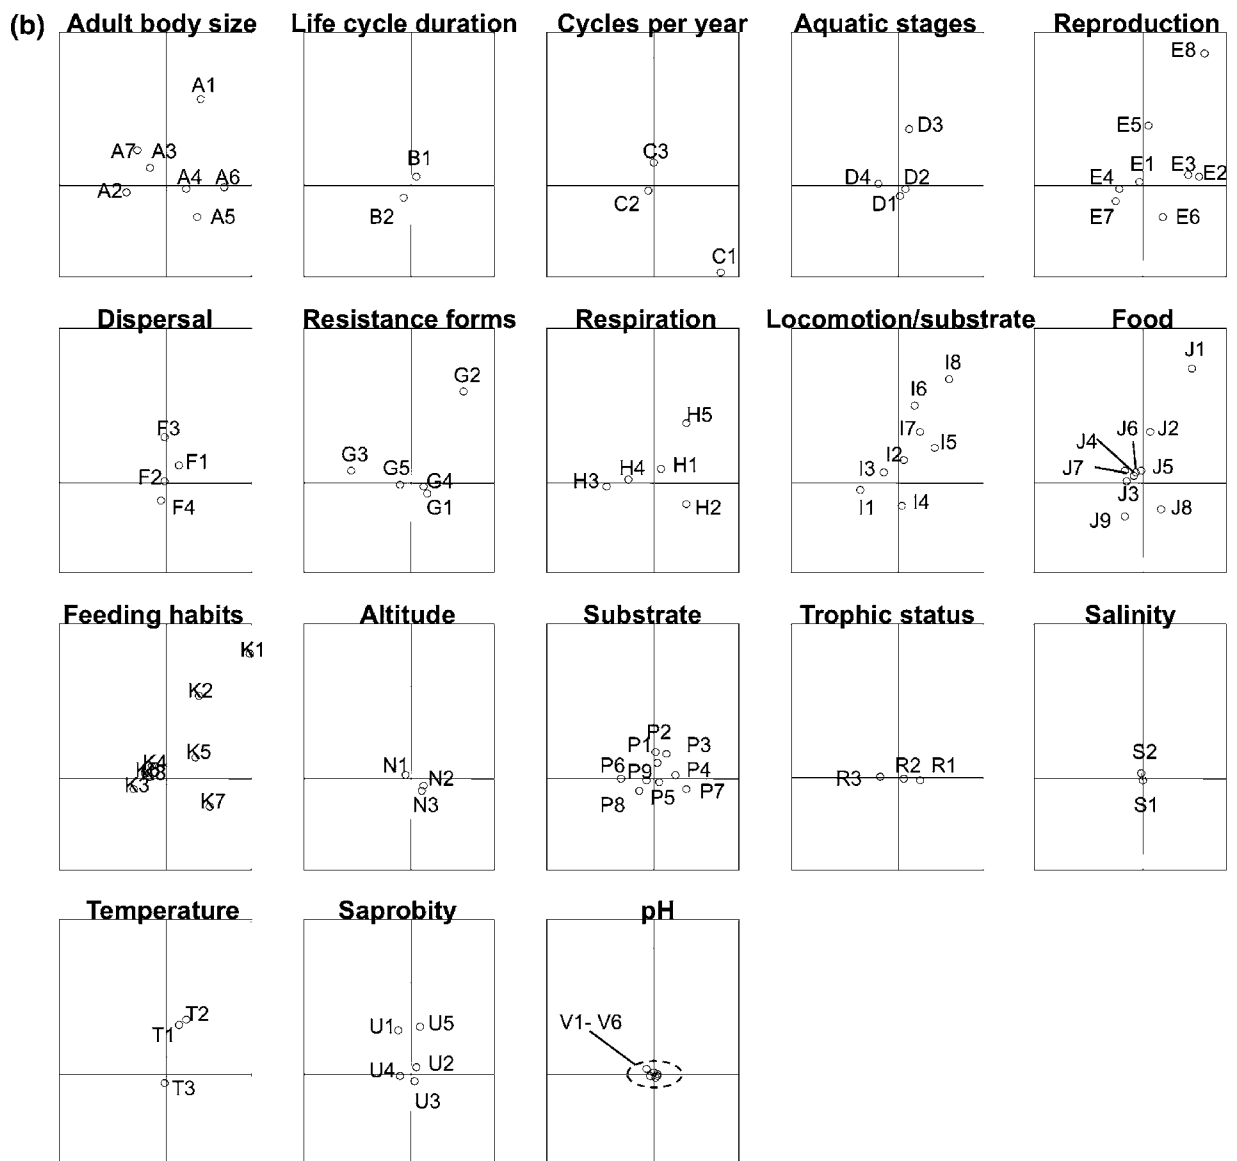 (b) Adult body size Life cycle duration Cycles per year Aquatic stages Reproduction
A1
A7 A3
A4 A6
A2
A5
B1
B2
C3
C2
C1
D3
D4 D2
D1
E8
E5
E1 E3
E4 E2
E7 E6
Dispersal Resistance forms Respiration Locomotion/substrate Food
F3
F1
F2
F4
G2
G3 G5
G4
G1
H5
H4 H1
H3
H2
I8
I6
I7 I5
I2
I3
I1 I4
J1
J6
J4 J2
J7 J5
J3
J9 J8
Feeding habits Altitude Substrate Trophic status Salinity
K1
K2
K5
K4
K3
K7
N1
N2
N3
P2
P1 P3
P6 P9 P4
P8 P5 P7
R3 R2 R1
S2
S1
Temperature Saprobity pH
T2
T1
T3
U1 U5
U4 U2
U3
V1- V6